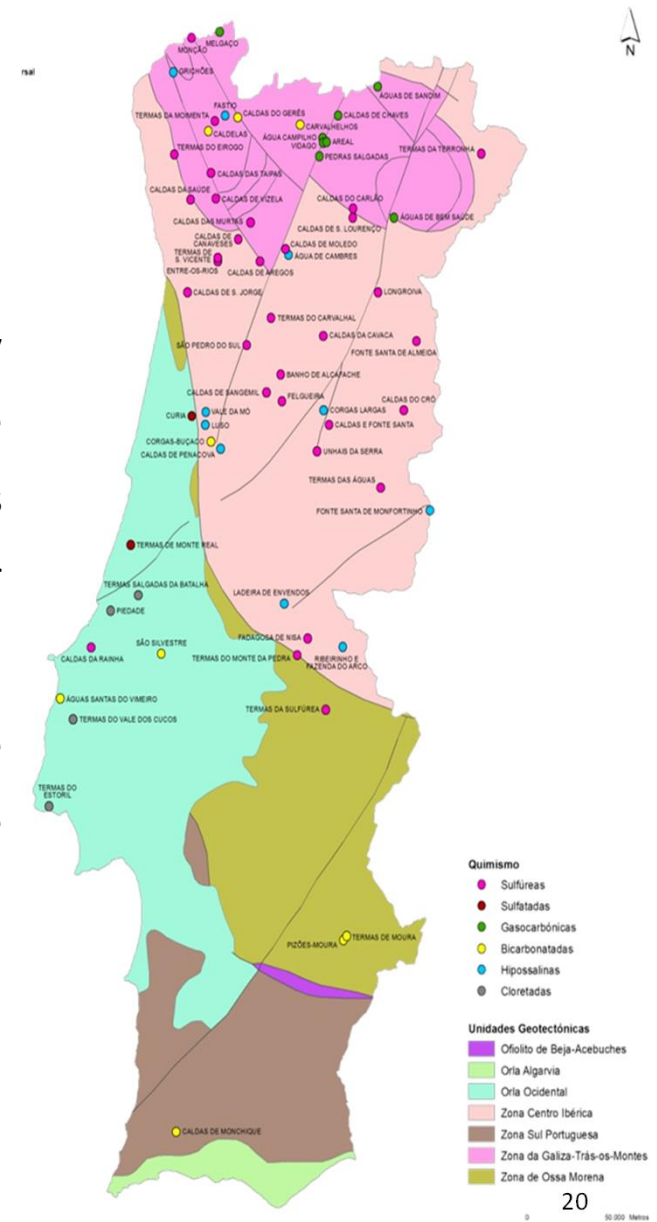 N
rsal
MELGAÇO
MONÇÃO
GRICHÕES
ÁGUAS DE SANDIM
FASTIO
CALDAS DO GERÊS
TERMAS DA MOIMENTA
CALDAS DE CHAVES
CARVALHELHOS
CALDELAS
ÁGUA CAMPILHO
AREAL
VIDAGO
TERMAS DO EIROGO
TERMAS DA TERRONHA
PEDRAS SALGADAS
CALDAS DAS TAIPAS
CALDAS DA SAÚDE
CALDAS DE VIZELA
CALDAS DO CARLÃO
ÁGUAS DE BEM SAÚDE
CALDAS DAS MURTAS
CALDAS DE S. LOURENÇO
CALDAS DE
CANAVESES
CALDAS DE MOLEDO
TERMAS DE
S. VICENTE
ÁGUA DE CAMBRES
ENTRE-OS-RIOS
CALDAS DE AREGOS
CALDAS DE S. JORGE
LONGROIVA
TERMAS DO CARVALHAL
CALDAS DA CAVACA
SÃO PEDRO DO SUL
FONTE SANTA DE ALMEIDA
BANHO DE ALCAFACHE
CALDAS DE SANGEMIL
FELGUEIRA
CALDAS DO CRÓ
CURIA
VALE DA MÓ
CORGAS LARGAS
LUSO
CALDAS E FONTE SANTA
CORGAS-BUÇACO
CALDAS DE PENACOVA
UNHAIS DA SERRA
TERMAS DAS ÁGUAS
FONTE SANTA DE MONFORTINHO
TERMAS DE MONTE REAL
TERMAS SALGADAS DA BATALHA
LADEIRA DE ENVENDOS
PIEDADE
SÃO SILVESTRE
FADAGOSA DE NISA
CALDAS DA RAINHA
TERMAS DO MONTE DA PEDRA
RIBEIRINHO E
FAZENDA DO ARCO
ÁGUAS SANTAS DO VIMEIRO
TERMAS DA SULFÚREA
TERMAS DO VALE DOS CUCOS
TERMAS DO
ESTORIL
TERMAS DE MOURA
PIZÕES-MOURA
CALDAS DE MONCHIQUE
Quimismo
Sulfúreas
Sulfatadas
Gasocarbónicas
Bicarbonatadas
Hipossalinas
Cloretadas
Unidades Geotectónicas
Ofiolito de Beja-Acebuches
Orla Algarvia
Orla Ocidental
Zona Centro Ibérica
Zona Sul Portuguesa
Zona da Galiza-Trás-os-Montes
Zona de Ossa Morena
20
0 50.000 Metros